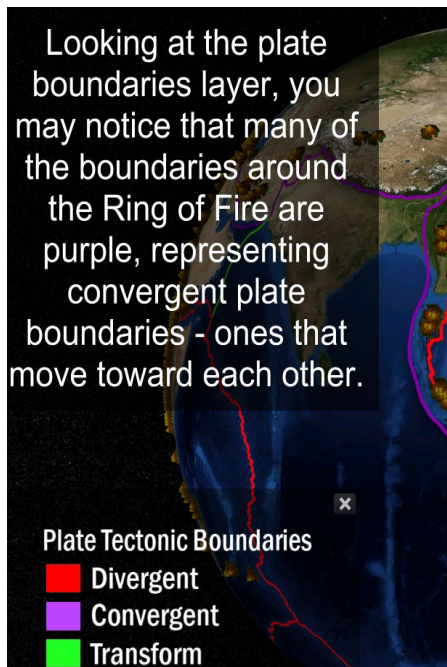 Looking at the plate
boundaries layer, you
may notice that many of
the boundaries around
the Ring of Fire are
purple, representing
convergent plate
boundaries - ones that
move toward each other.
Plate Tectonic Boundaries
Divergent
Convergent
Transform